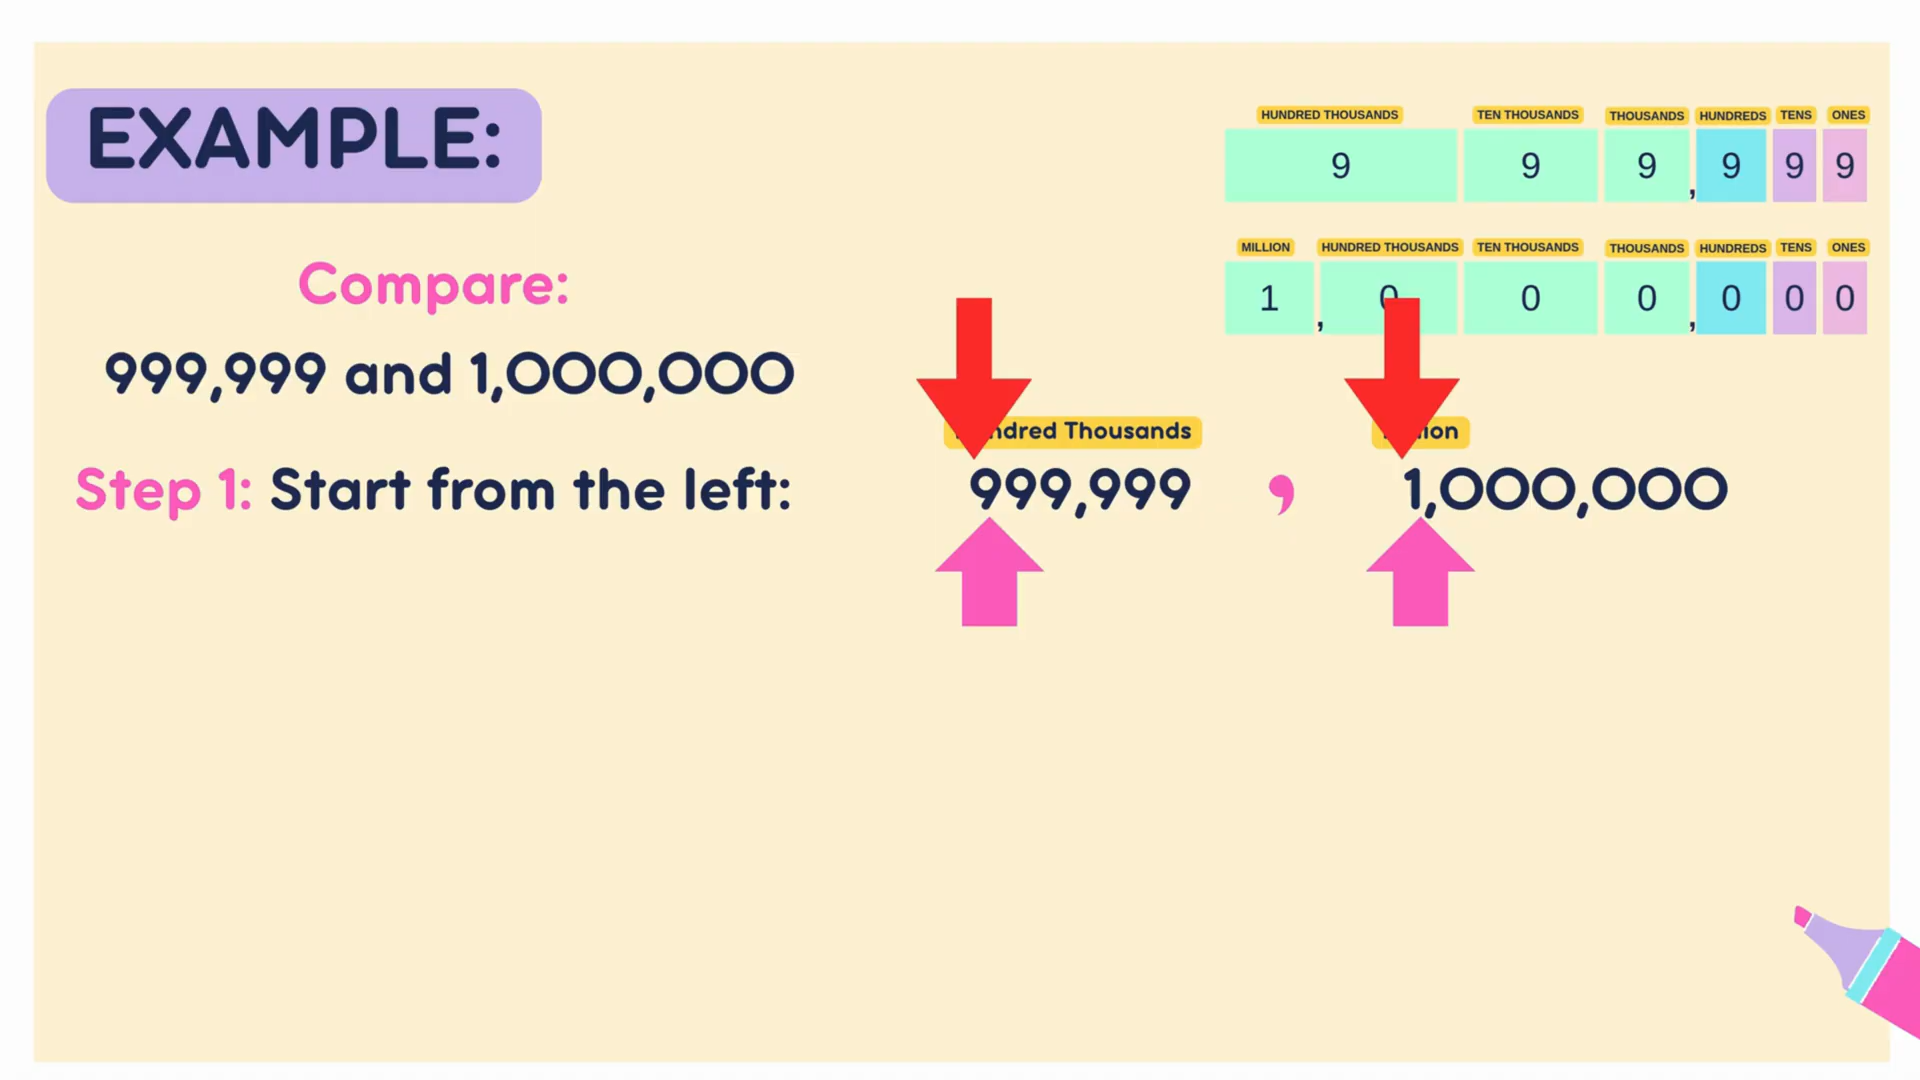 EXAMPLE:
HUNDRED THOUSANDS TEN THOUSANDS THOUSANDS HUNDREDS TENS ONES
9 9 9 , 9 9 9
MILLION HUNDRED THOUSANDS TEN THOUSANDS THOUSANDS HUNDREDS TENS ONES
1 , 0 0 0 , 0 0 0
Compare:
999,999 and 1,000,000
Thousands
Step 1: Start from the left: 999,999 , 1,000,000